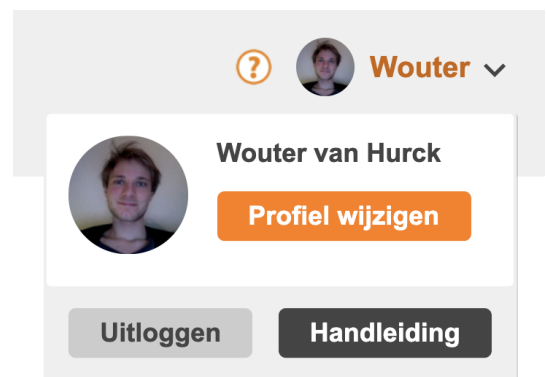 ? Wouter
Wouter van Hurck
Profiel wijzigen
Uitloggen Handleiding